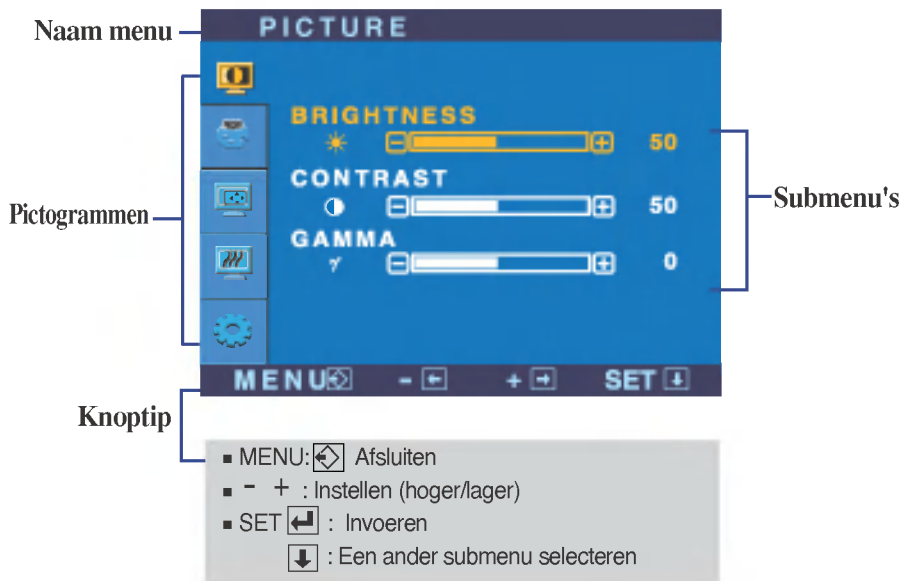 Naam menu
PICTURE
BRIGHTNESS
50
CONTRAST
50
GAMMA
0
Pictogrammen
Submenu's
MENU - + SET
Knoptip
■ MENU: Afsluiten
■ - + : Instellen (hoger/lager)
■ SET : Invoeren
: Een ander submenu selecteren